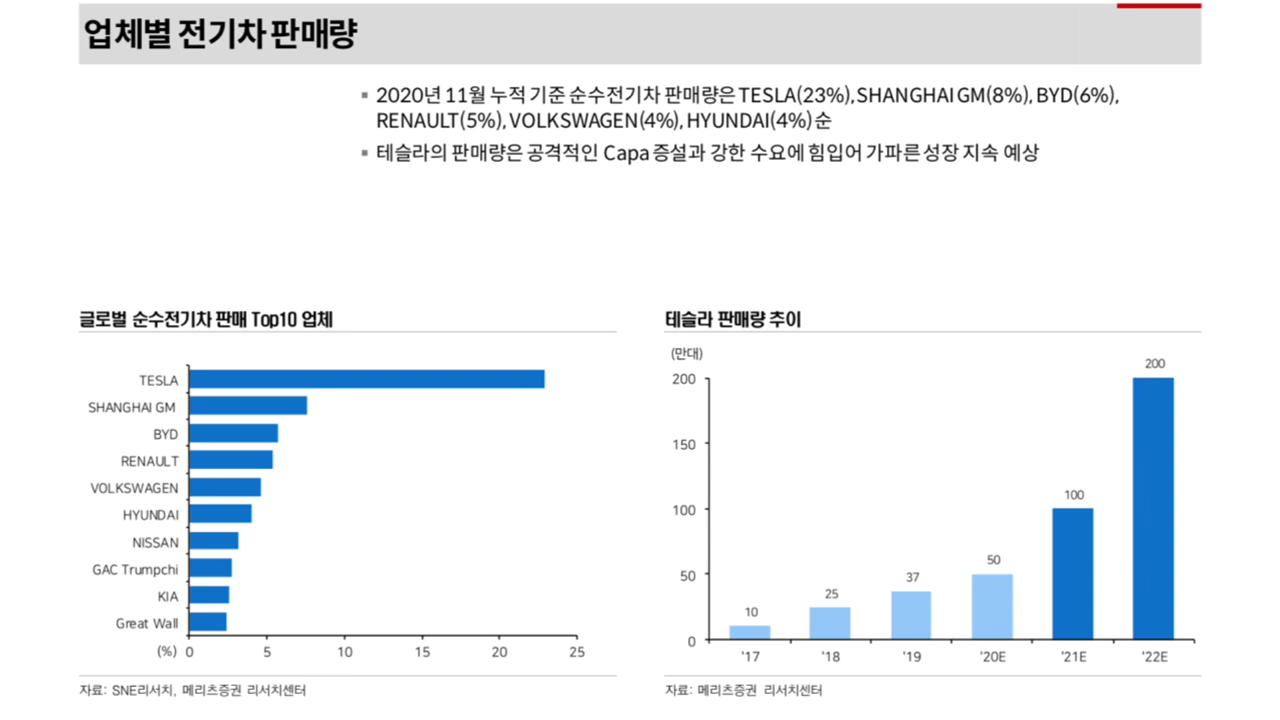 업체별 전기차 판매량
▪ 2020년 11월 누적 기준 순수전기차 판매량은 TESLA(23%), SHANGHAI GM(8%), BYD(6%),
RENAULT(5%), VOLKSWAGEN(4%), HYUNDAI(4%) 순
▪ 테슬라의 판매량은 공격적인 Capa 증설과 강한 수요에 힘입어 가파른 성장 지속 예상
글로벌 순수전기차 판매 Top10 업체
TESLA
SHANGHAI GM
BYD
RENAULT
VOLKSWAGEN
HYUNDAI
NISSAN
GAC Trumpchi
KIA
Great Wall
(%) 0 5 10 15 20 25
자료: SNE리서치, 메리츠증권 리서치센터
테슬라 판매량 추이
(만대)
200
150
100
50
0
10 25 37 50 100 200
'17 '18 '19 '20E '21E '22E
자료: 메리츠증권 리서치센터